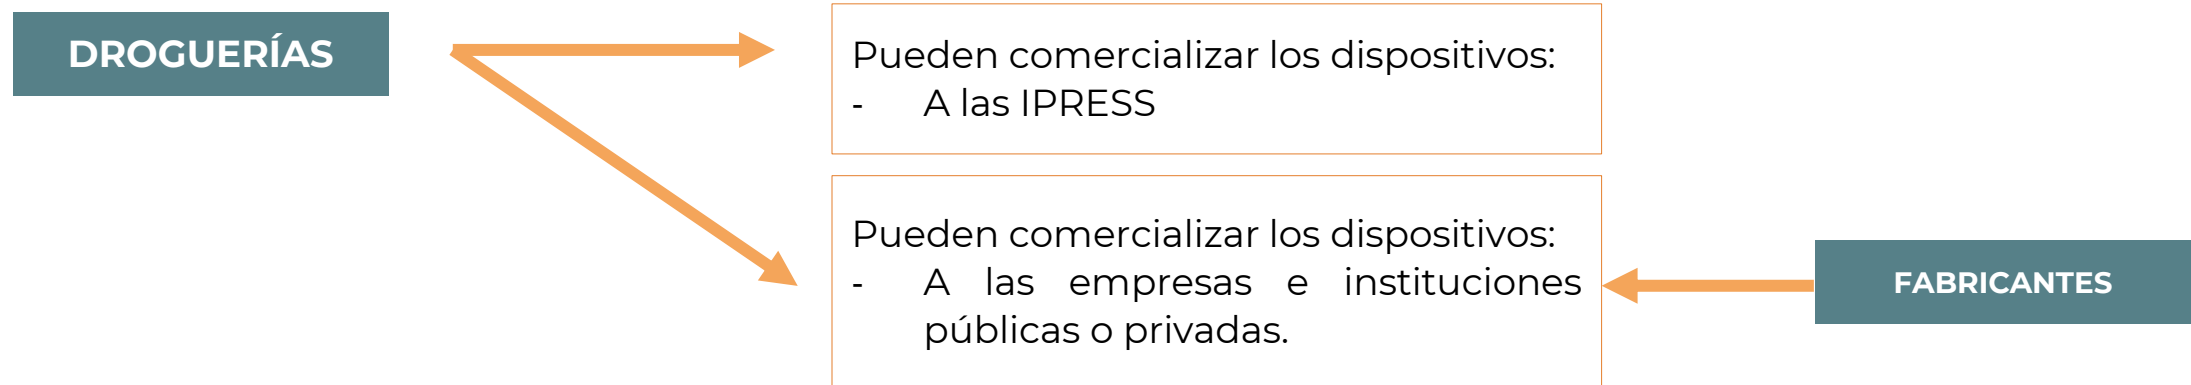 DROGUERÍAS
Pueden comercializar los dispositivos:
- A las IPRESS
Pueden comercializar los dispositivos:
- A las empresas e instituciones
públicas o privadas.
FABRICANTES